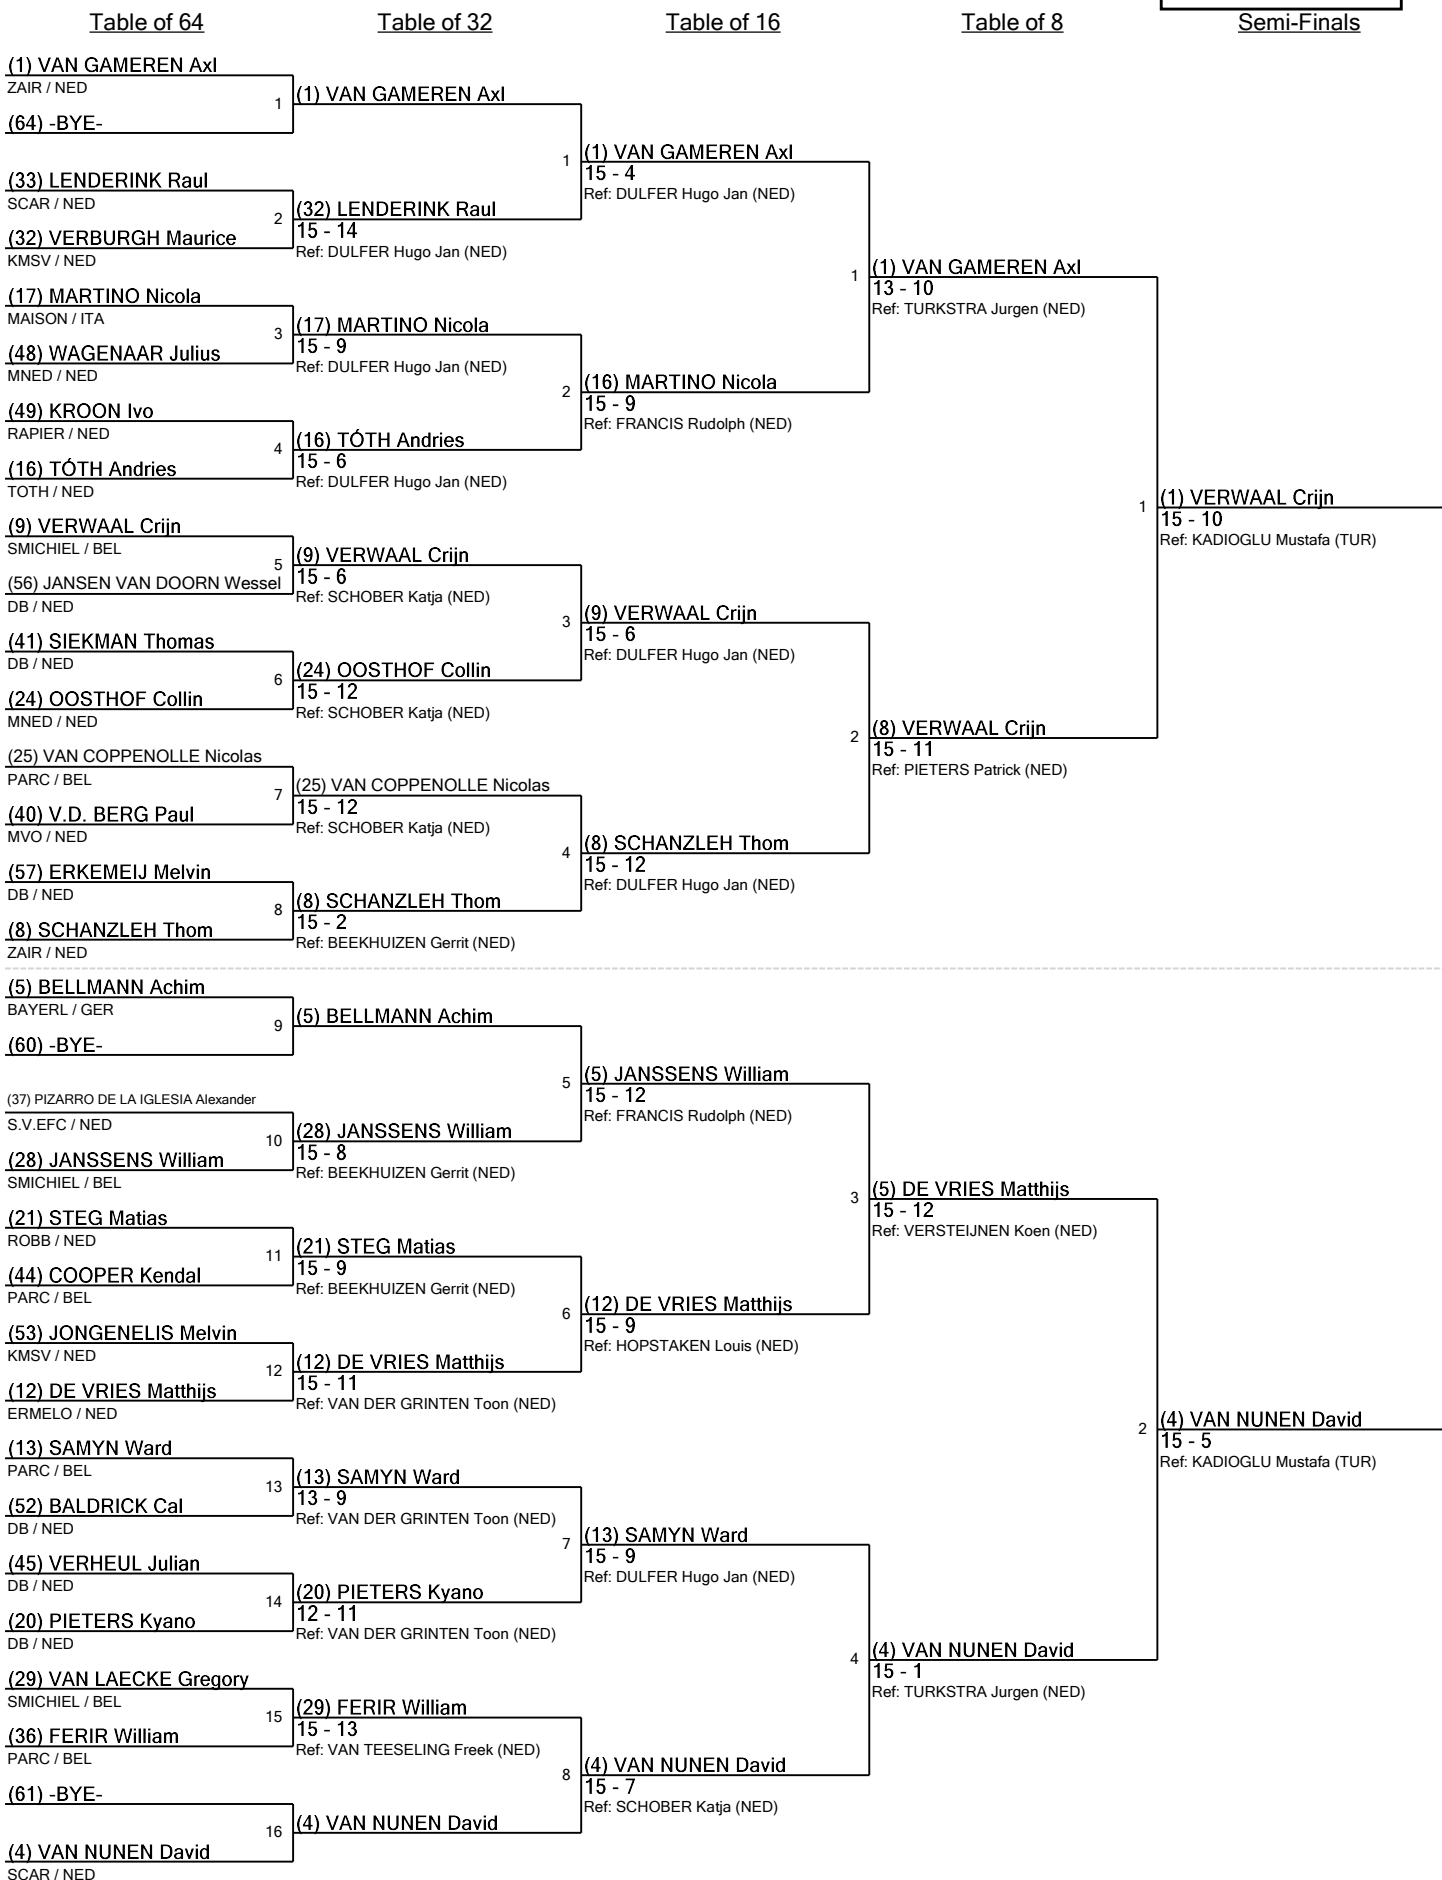 Table of 64
Table of 32
Table of 16
Table of 8
Semi-Finals
(1) VAN GAMEREN Axl
ZAIR / NED
1
(64) -BYE-
(33) LENDERINK Raul
SCAR / NED
2
(32) VERBURGH Maurice
KMSV / NED
(17) MARTINO Nicola
MAISON / ITA
3
(48) WAGENAAR Julius
MNED / NED
(49) KROON Ivo
RAPIER / NED
4
(16) TÓTH Andries
TOTH / NED
(9) VERWAAL Crijn
SMICHIEL / BEL
5
(56) JANSEN VAN DOORN Wessel
DB / NED
(41) SIEKMAN Thomas
DB / NED
6
(24) OOSTHOF Collin
MNED / NED
(25) VAN COPPENOLLE Nicolas
PARC / BEL
7
(40) V.D. BERG Paul
MVO / NED
(57) ERKEMEIJ Melvin
DB / NED
8
(8) SCHANZLEH Thom
ZAIR / NED
(5) BELLMANN Achim
BAYERL / GER
9
(60) -BYE-
(37) PIZARRO DE LA IGLESIA Alexander
S.V.EFC / NED
10
(28) JANSSENS William
SMICHIEL / BEL
(21) STEG Matias
ROBB / NED
11
(44) COOPER Kendal
PARC / BEL
(53) JONGENELIS Melvin
KMSV / NED
12
(12) DE VRIES Matthijs
ERMELO / NED
(13) SAMYN Ward
PARC / BEL
13
(52) BALDRICK Cal
DB / NED
(45) VERHEUL Julian
DB / NED
14
(20) PIETERS Kyano
DB / NED
(29) VAN LAECKE Gregory
SMICHIEL / BEL
15
(36) FERIR William
PARC / BEL
(61) -BYE-
16
(4) VAN NUNEN David
SCAR / NED
(1) VAN GAMEREN Axl
1
(32) LENDERINK Raul
15 - 14
Ref: DULFER Hugo Jan (NED)
(17) MARTINO Nicola
15 - 9
Ref: DULFER Hugo Jan (NED)
2
(16) TÓTH Andries
15 - 6
Ref: DULFER Hugo Jan (NED)
(9) VERWAAL Crijn
15 - 6
Ref: SCHOBER Katja (NED)
3
(24) OOSTHOF Collin
15 - 12
Ref: SCHOBER Katja (NED)
(25) VAN COPPENOLLE Nicolas
15 - 12
Ref: SCHOBER Katja (NED)
4
(8) SCHANZLEH Thom
15 - 2
Ref: BEEKHUIZEN Gerrit (NED)
(5) BELLMANN Achim
5
(28) JANSSENS William
15 - 8
Ref: BEEKHUIZEN Gerrit (NED)
(21) STEG Matias
15 - 9
Ref: BEEKHUIZEN Gerrit (NED)
6
(12) DE VRIES Matthijs
15 - 11
Ref: VAN DER GRINTEN Toon (NED)
(13) SAMYN Ward
13 - 9
Ref: VAN DER GRINTEN Toon (NED)
7
(20) PIETERS Kyano
12 - 11
Ref: VAN DER GRINTEN Toon (NED)
(29) FERIR William
15 - 13
Ref: VAN TEESELING Freek (NED)
8
(4) VAN NUNEN David
(1) VAN GAMEREN Axl
15 - 4
Ref: DULFER Hugo Jan (NED)
1
(16) MARTINO Nicola
15 - 9
Ref: FRANCIS Rudolph (NED)
(9) VERWAAL Crijn
15 - 6
Ref: DULFER Hugo Jan (NED)
2
(8) SCHANZLEH Thom
15 - 12
Ref: DULFER Hugo Jan (NED)
(5) JANSSENS William
15 - 12
Ref: FRANCIS Rudolph (NED)
3
(12) DE VRIES Matthijs
15 - 9
Ref: HOPSTAKEN Louis (NED)
(13) SAMYN Ward
15 - 9
Ref: DULFER Hugo Jan (NED)
4
(4) VAN NUNEN David
15 - 7
Ref: SCHOBER Katja (NED)
(1) VAN GAMEREN Axl
13 - 10
Ref: TURKSTRA Jurgen (NED)
1
(8) VERWAAL Crijn
15 - 11
Ref: PIETERS Patrick (NED)
(5) DE VRIES Matthijs
15 - 12
Ref: VERSTEIJNEN Koen (NED)
2
(4) VAN NUNEN David
15 - 1
Ref: TURKSTRA Jurgen (NED)
(1) VERWAAL Crijn
15 - 10
Ref: KADIOGLU Mustafa (TUR)
(4) VAN NUNEN David
15 - 5
Ref: KADIOGLU Mustafa (TUR)